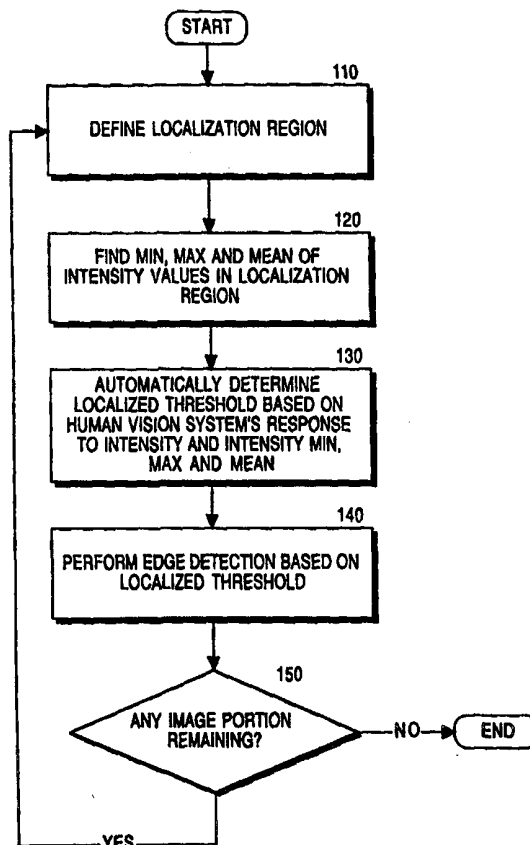 START
110
DEFINE LOCALIZATION REGION
120
FIND MIN, MAX AND MEAN OF
INTENSITY VALUES IN LOCALIZATION
REGION
130
AUTOMATICALLY DETERMINE
LOCALIZED THRESHOLD BASED ON
HUMAN VISION SYSTEM'S RESPONSE
TO INTENSITY AND INTENSITY MIN,
MAX AND MEAN
140
PERFORM EDGE DETECTION BASED ON
LOCALIZED THRESHOLD
150
ANY IMAGE PORTION
REMAINING?
NO
END
YES